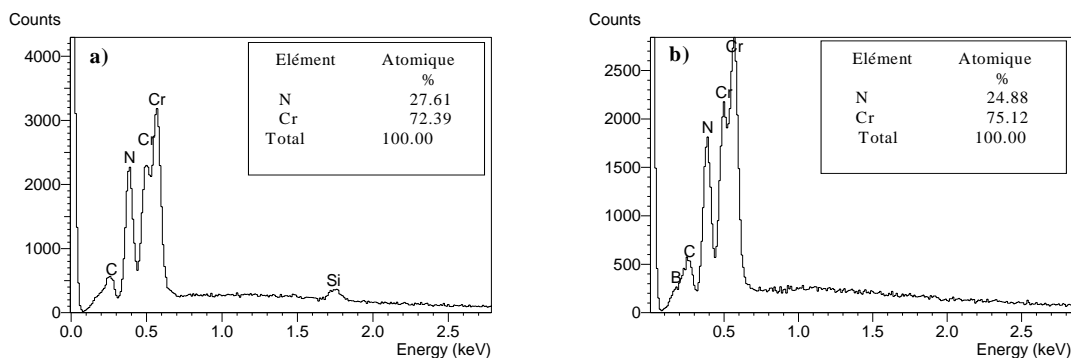 Counts
a)
4000
3000
2000
1000
0
Elément Atomique
%
N 27.61
Cr 72.39
Total 100.00
C
N
Cr
Cr
Si
0.0 0.5 1.0 1.5 2.0 2.5
Energy (keV)
Counts
b)
2500
2000
1500
1000
500
0
Elément Atomique
%
N 24.88
Cr 75.12
Total 100.00
B
C
N
Cr
Cr
0.5 1.0 1.5 2.0 2.5
Energy (keV)